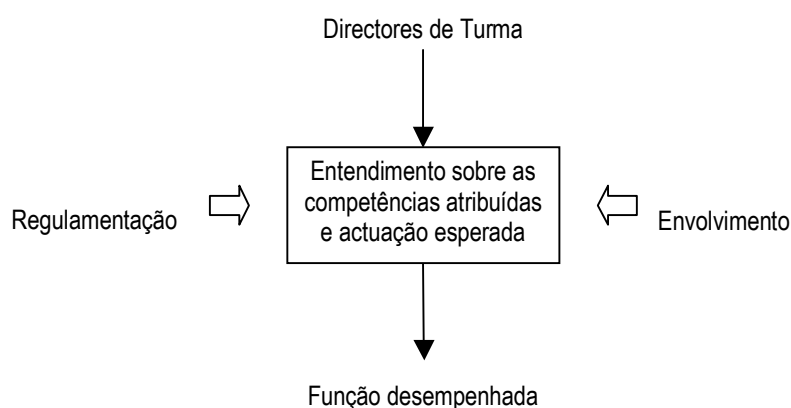 Directores de Turma
Entendimento sobre as
competências atribuídas
e actuação esperada
Regulamentação
Envolvimento
Função desempenhada